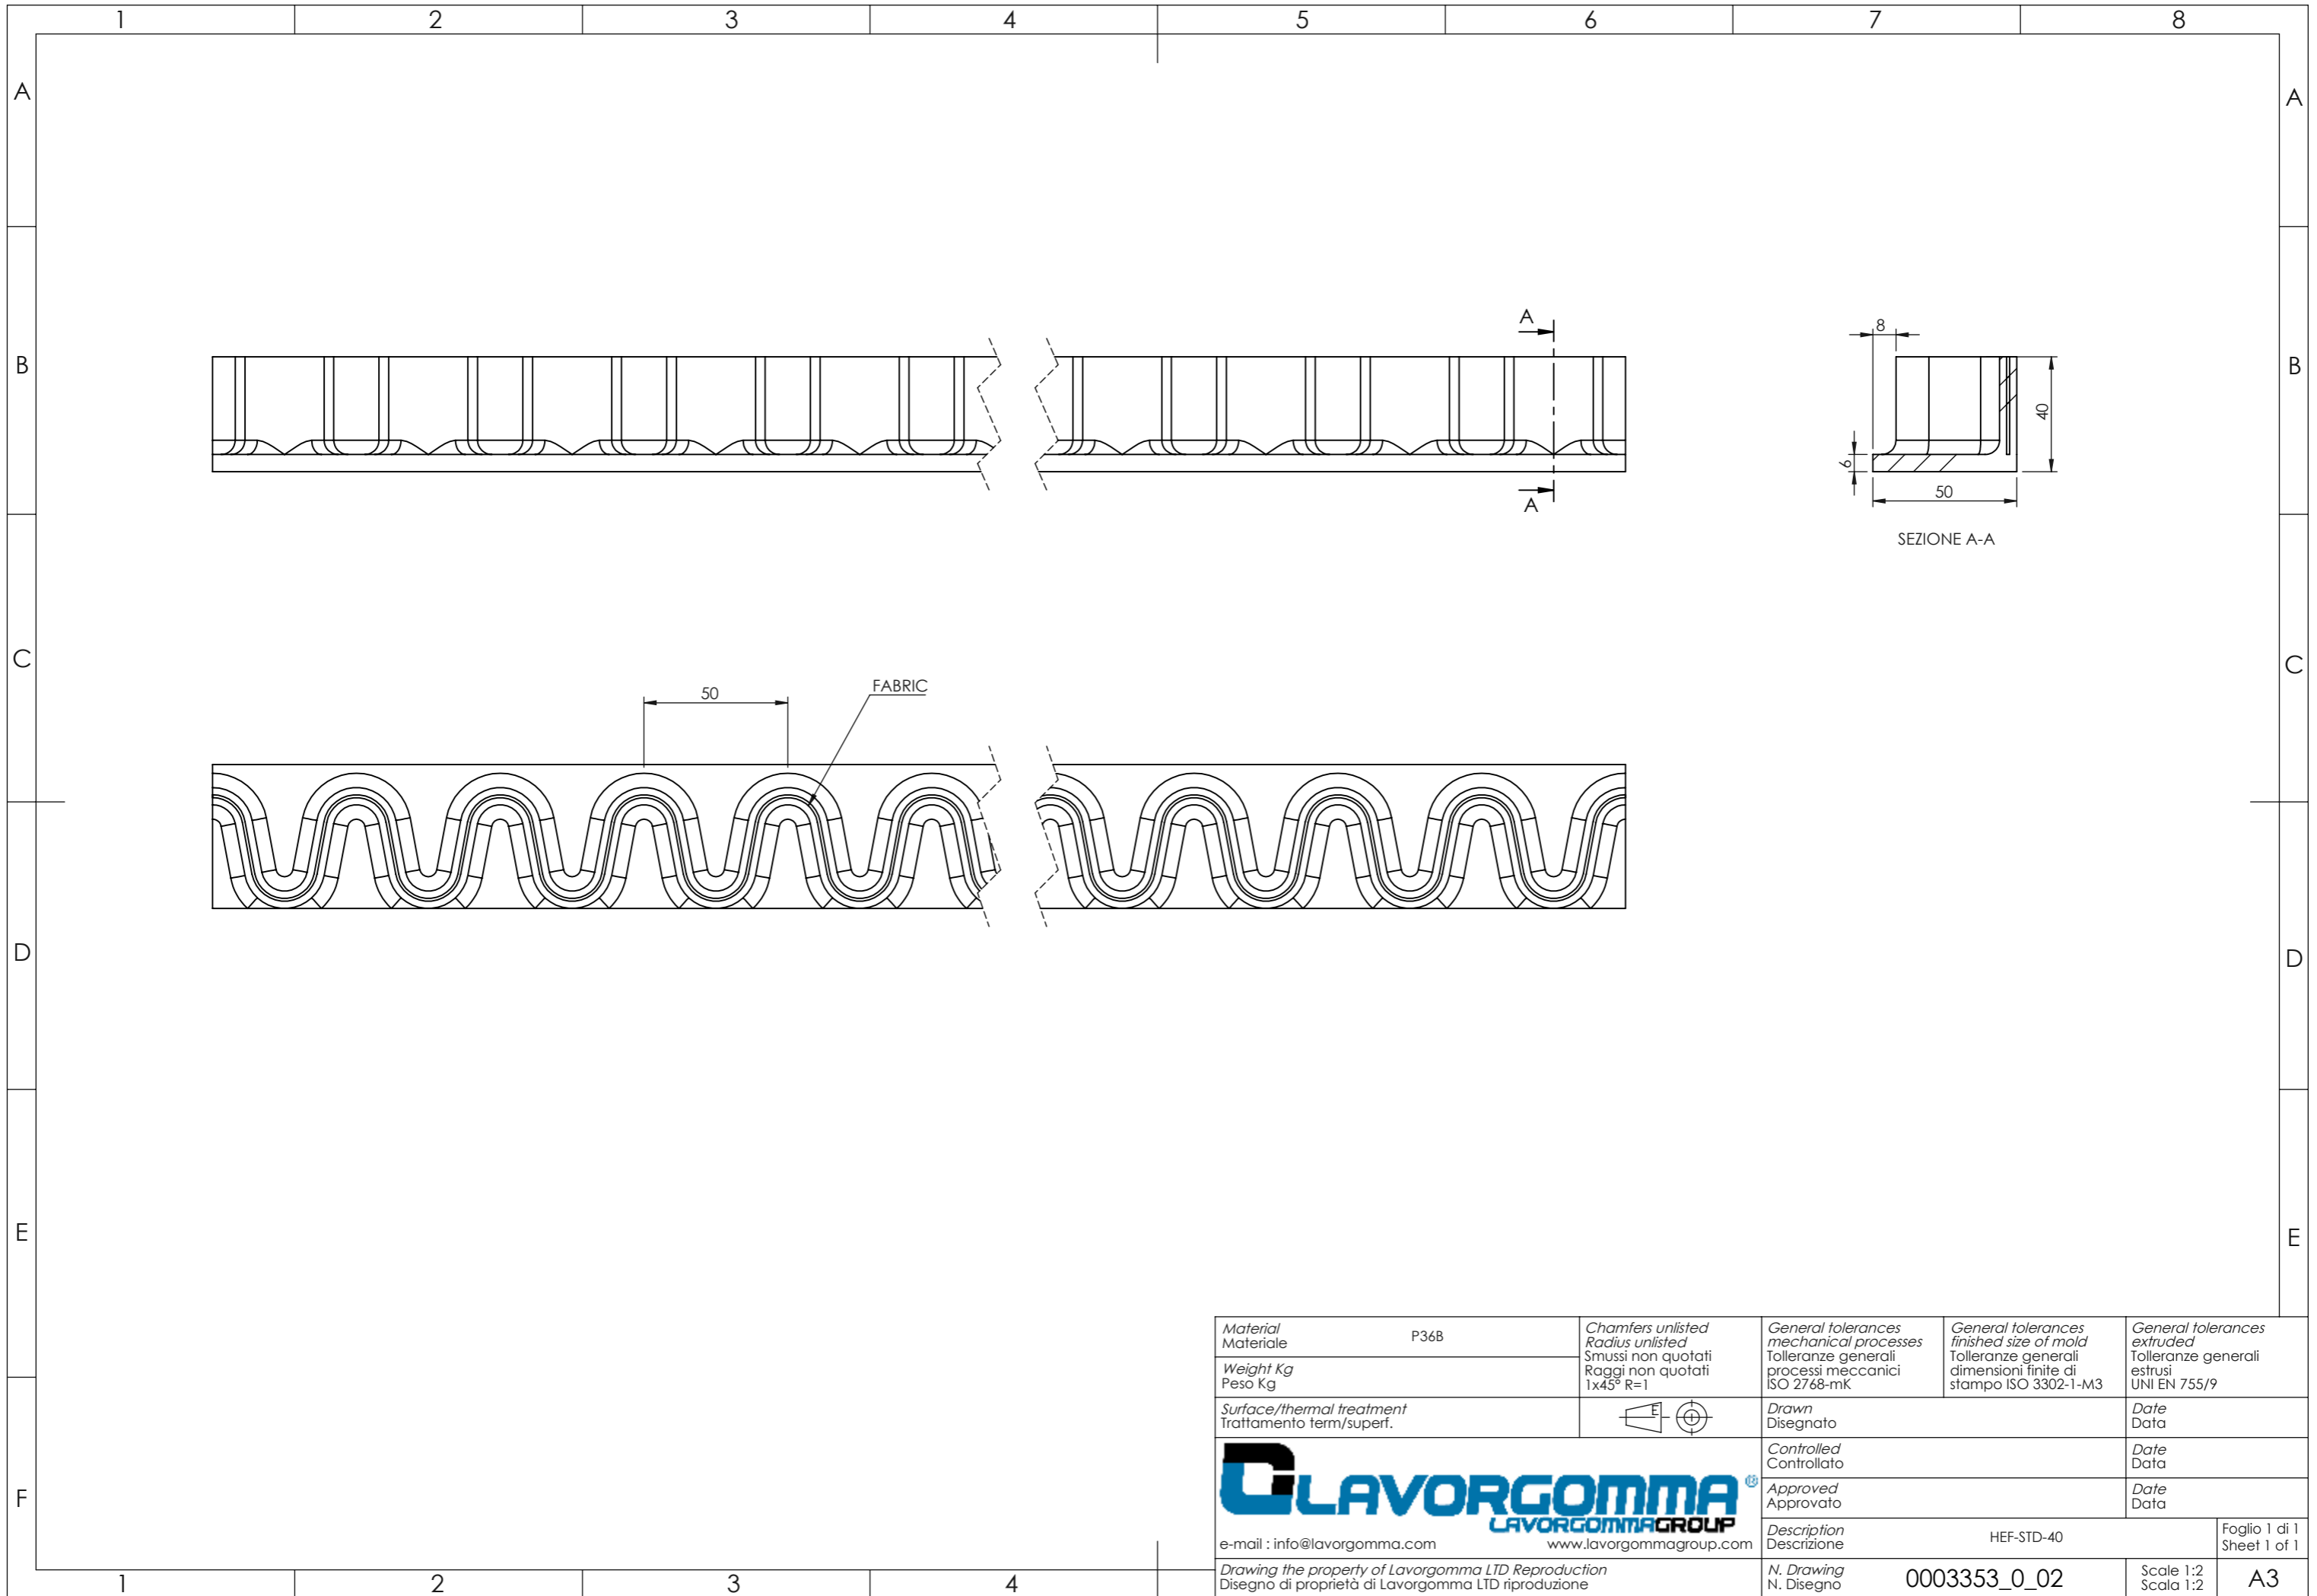 1 2 3 4 5 6 7 8
A A
B B
C C
D D
E E
F
A
A
8
40
6
50
SEZIONE A-A
50
FABRIC
Material
Materiale
P36B
Weight Kg
Peso Kg
Chamfers unlisted
Radius unlisted
Smussi non quotati
Raggi non quotati
1x45° R=1
General tolerances
mechanical processes
Tolleranze generali
processi meccanici
ISO 2768-mK
General tolerances
finished size of mold
Tolleranze generali
dimensioni finite di
stampo ISO 3302-1-M3
General tolerances
extruded
Tolleranze generali
estrusi
UNI EN 755/9
Surface/thermal treatment
Trattamento term/superf.
E
Drawn
Disegnato
Date
Data
Controlled
Controllato
Date
Data
Approved
Approvato
Date
Data
LAVORGOMMA®
LAVORGOMMAGROUP
e-mail : info@lavorgomma.com www.lavorgommagroup.com
Description
Descrizione
HEF-STD-40
Foglio 1 di 1
Sheet 1 of 1
Drawing the property of Lavorgomma LTD Reproduction
Disegno di proprietà di Lavorgomma LTD riproduzione
N. Drawing
N. Disegno
0003353_0_02
Scale 1:2
Scala 1:2
A3
1 2 3 4